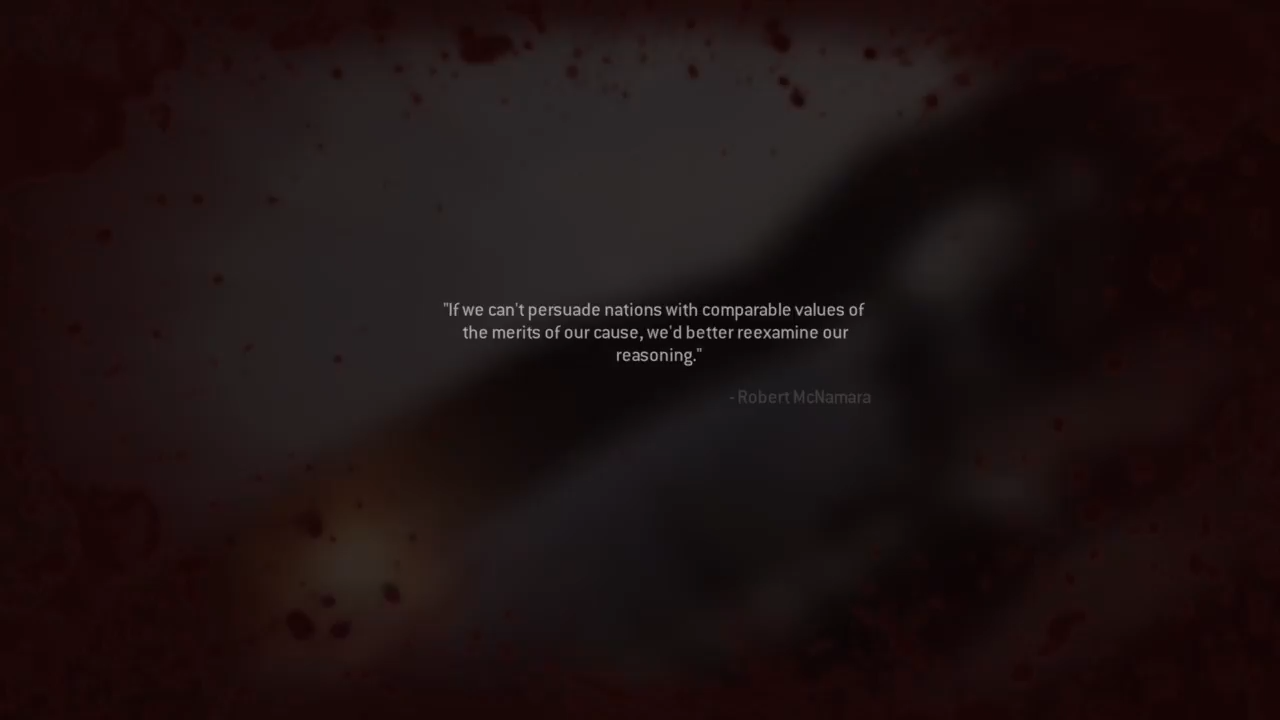 "If we can't persuade nations with comparable values of
the merits of our cause, we'd better reexamine our
reasoning."
- Robert McNamara